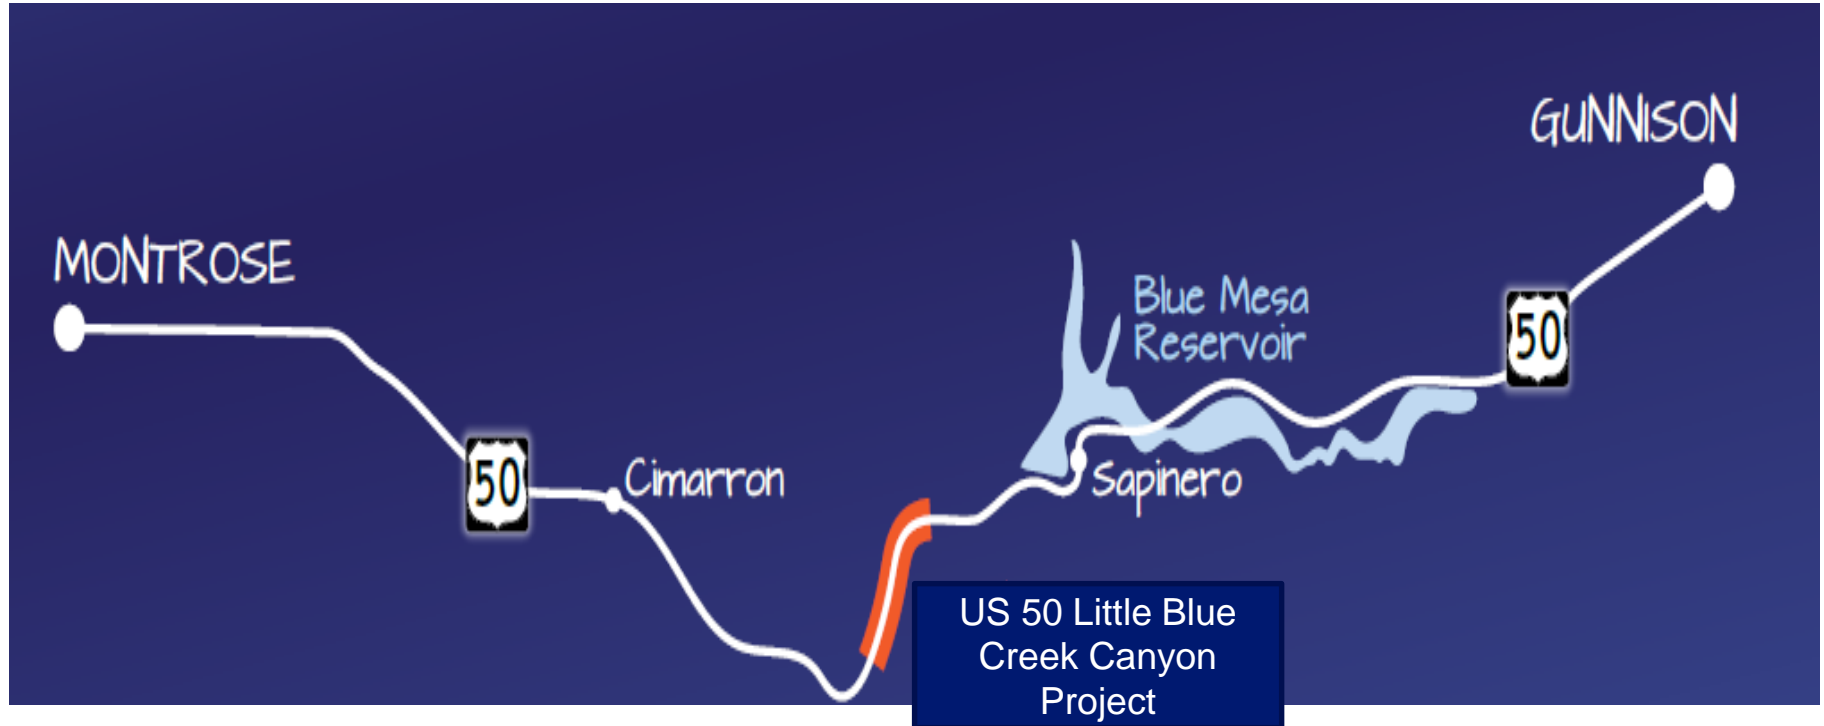 GUNNISON
MONTROSE
Blue Mesa
Reservoir
50
50
Cimarron
Sapinero
US 50 Little Blue
Creek Canyon
Project